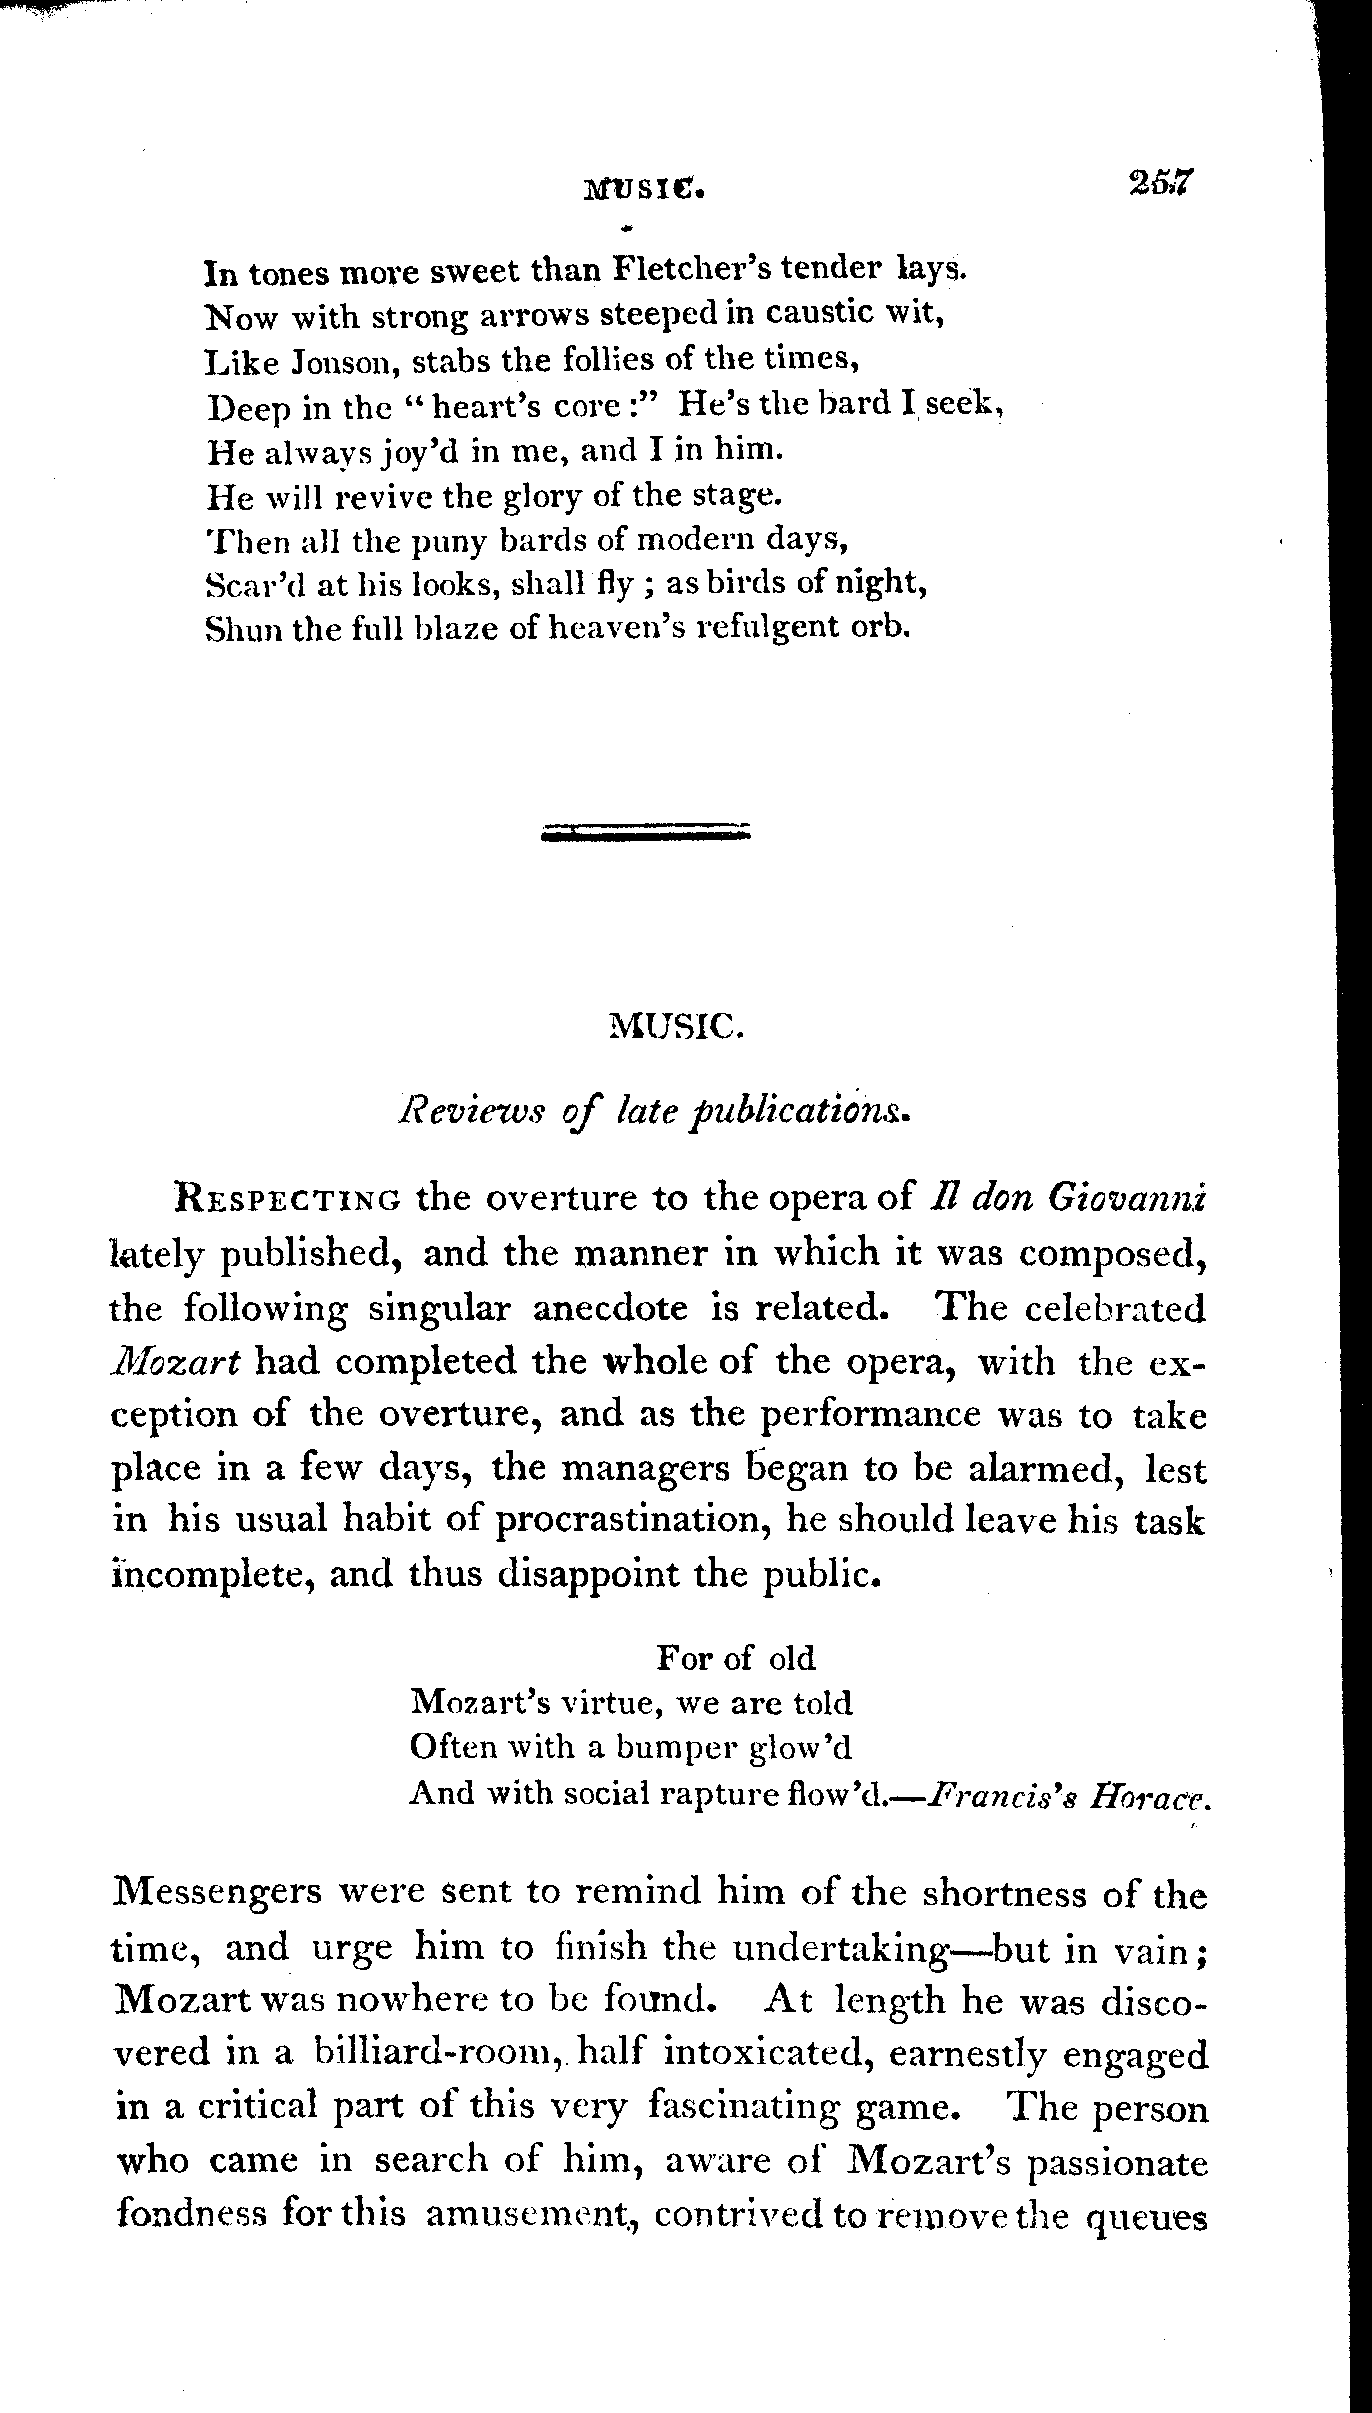 MUSIC. 257
In tones more sweet than Fletcher's tender lays.
Now with strong arrows steeped in caustic wit,
Like Jonson, stabs the follies of the times,
Deep in the "heart's core:" He's the bard I seek,
He always joy'd in me, and I in him.
He will revive the glory of the stage.
Then all the puny bards of modern days,
Scar'd at his looks, shall fly; as birds of night,
Shun the full blaze of heaven's refulgent orb.
MUSIC.
Reviews of late publications.
RESPECTING the overture to the opera of Il don Giovanni
lately published, and the manner in which it was composed,
the following singular anecdote is related. The celebrated
Mozart had completed the whole of the opera, with the ex-
ception of the overture, and as the performance was to take
place in a few days, the managers began to be alarmed, lest
in his usual habit of procrastination, he should leave his task
incomplete, and thus disappoint the public.
For of old
Mozart's virtue, we are told
Often with a bumper glow'd
And with social rapture flow'd.—Francis's Horace.
Messengers were sent to remind him of the shortness of the
time, and urge him to finish the undertaking—but in vain;
Mozart was nowhere to be found. At length he was disco-
vered in a billiard-room, half intoxicated, earnestly engaged
in a critical part of this very fascinating game. The person
who came in search of him, aware of Mozart's passionate
fondness for this amusement, contrived to remove the queues